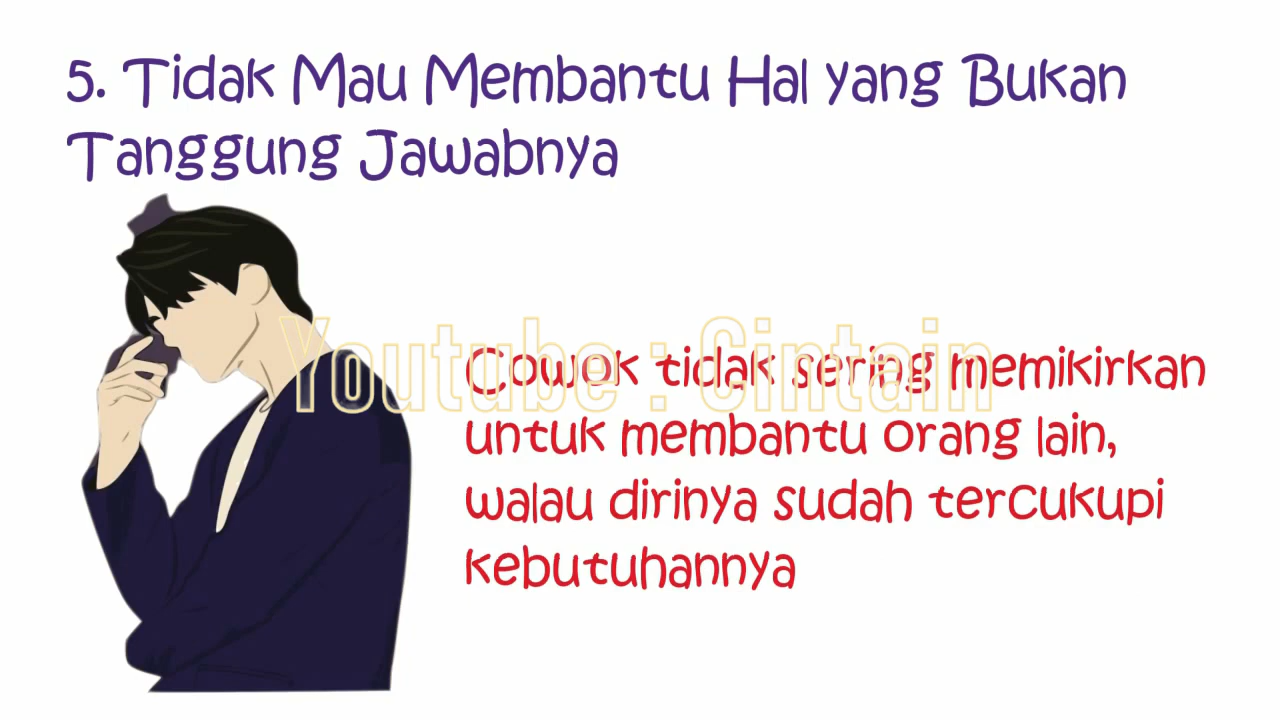 5. Tidak Mau Membantu Hal yang Bukan
Tanggung Jawabnya
Youtube : Cintain
Cowok tidak sering memikirkan
untuk membantu orang lain,
walau dirinya sudah tercukupi
kebutuhannya